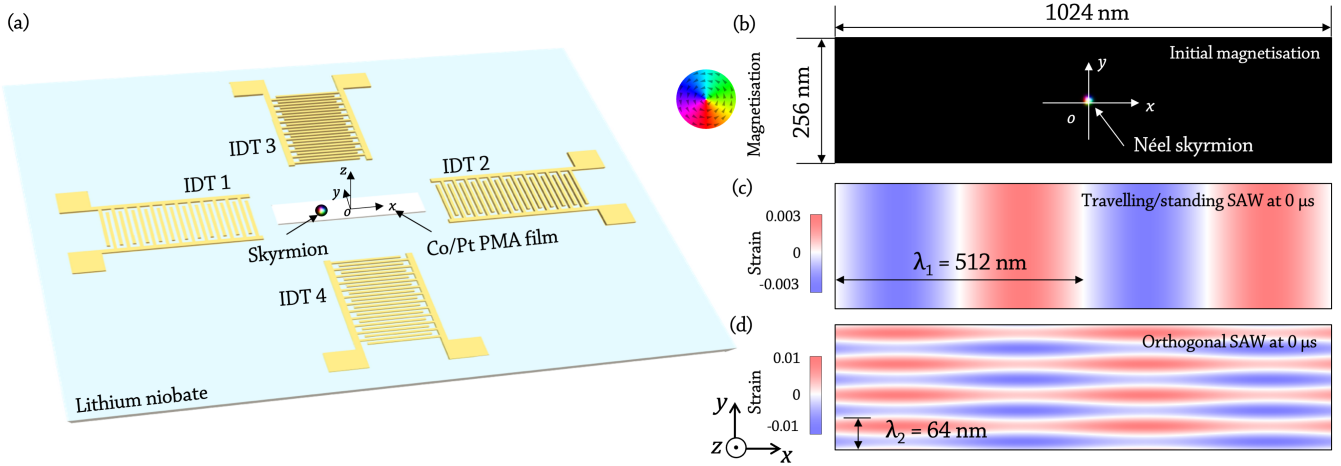 (a)
IDT 3
IDT 1
IDT 2
z
y
o
x
Skyrmion
Co/Pt PMA film
IDT 4
Lithium niobate
(b)
1024 nm
Magnetisation
256 nm
Initial magnetisation
y
x
o
Néel skyrmion
(c)
Travelling/standing SAW at 0 μs
Strain
0.003
0
-0.003
λ1 = 512 nm
(d)
Orthogonal SAW at 0 μs
Strain
0.01
0
-0.01
λ2 = 64 nm
y
z
x